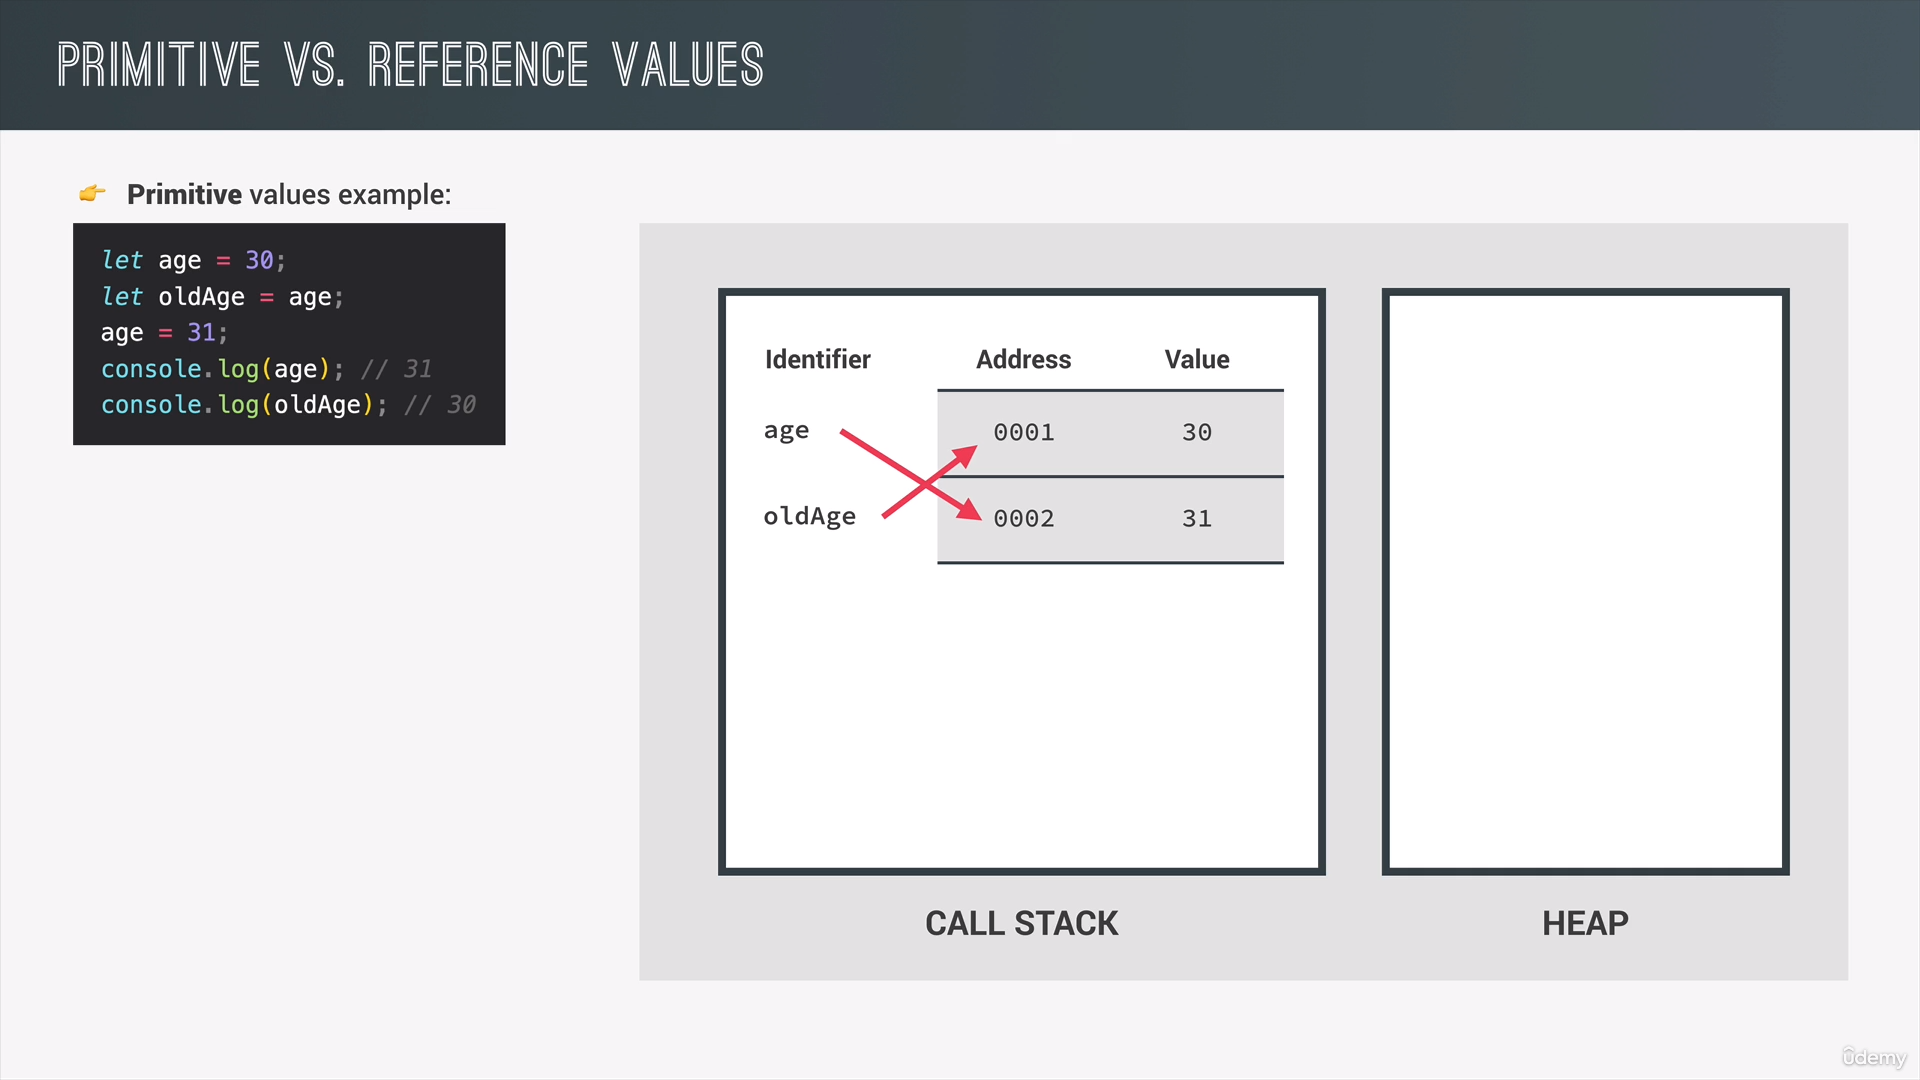 PRIMITIVE VS. REFERENCE VALUES
👉 Primitive values example:
let age = 30;
let oldAge = age;
age = 31;
console.log(age); // 31
console.log(oldAge); // 30
Identifier Address Value
age 0001 30
oldAge 0002 31
CALL STACK
HEAP
ûdemy